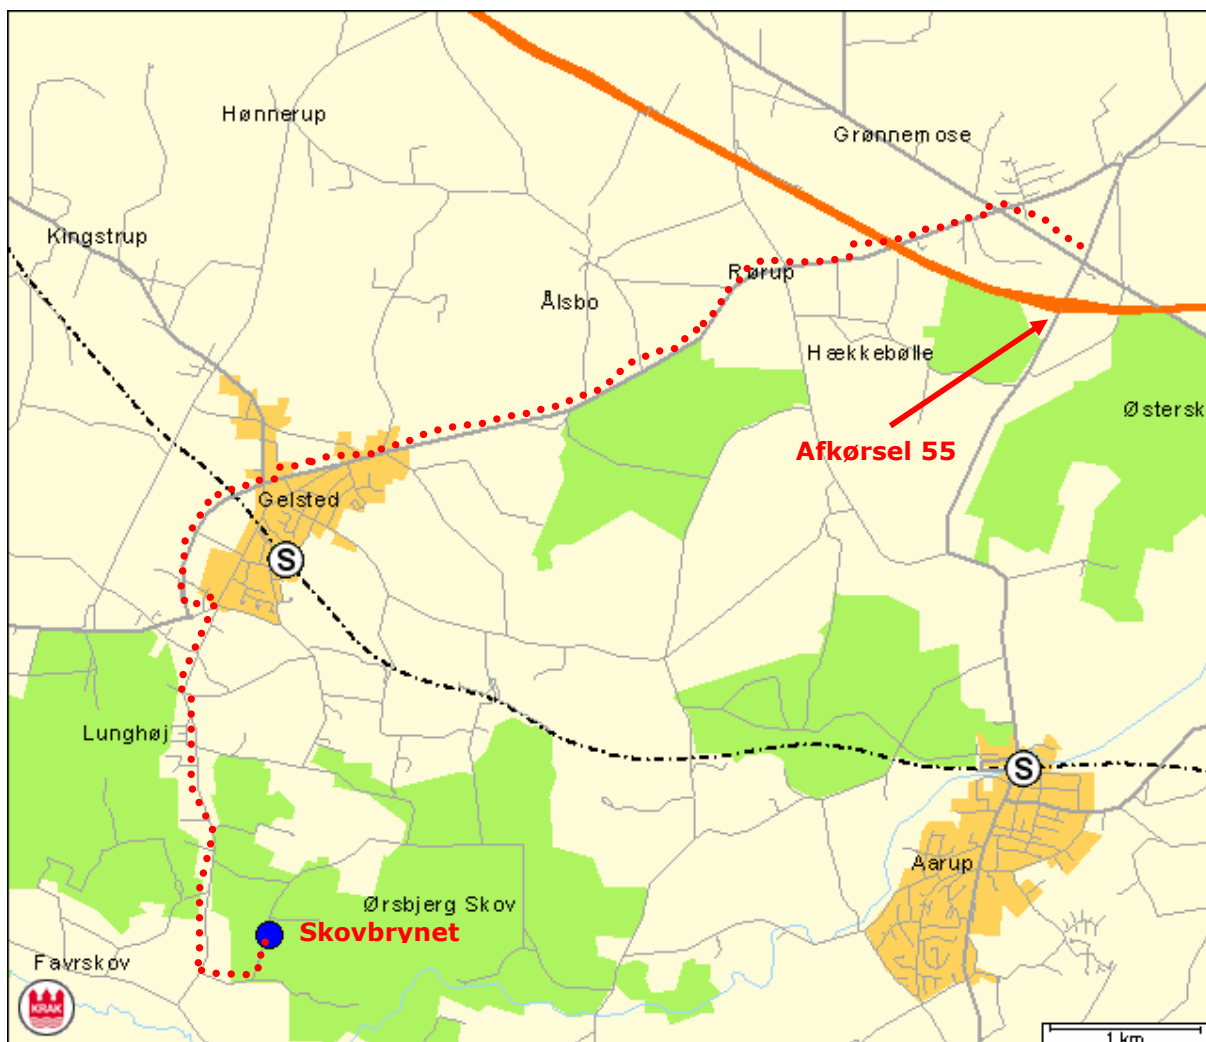 Hønnerup
Grønnemose
Kingstrup
Rørup
Ålsbo
Hækkebølle
Østersk
Afkørsel 55
Gelsted
S
Lunghøj
S
Aarup
Ørsbjerg Skov
Skovbrynet
Favrskov
KRAK
1 km